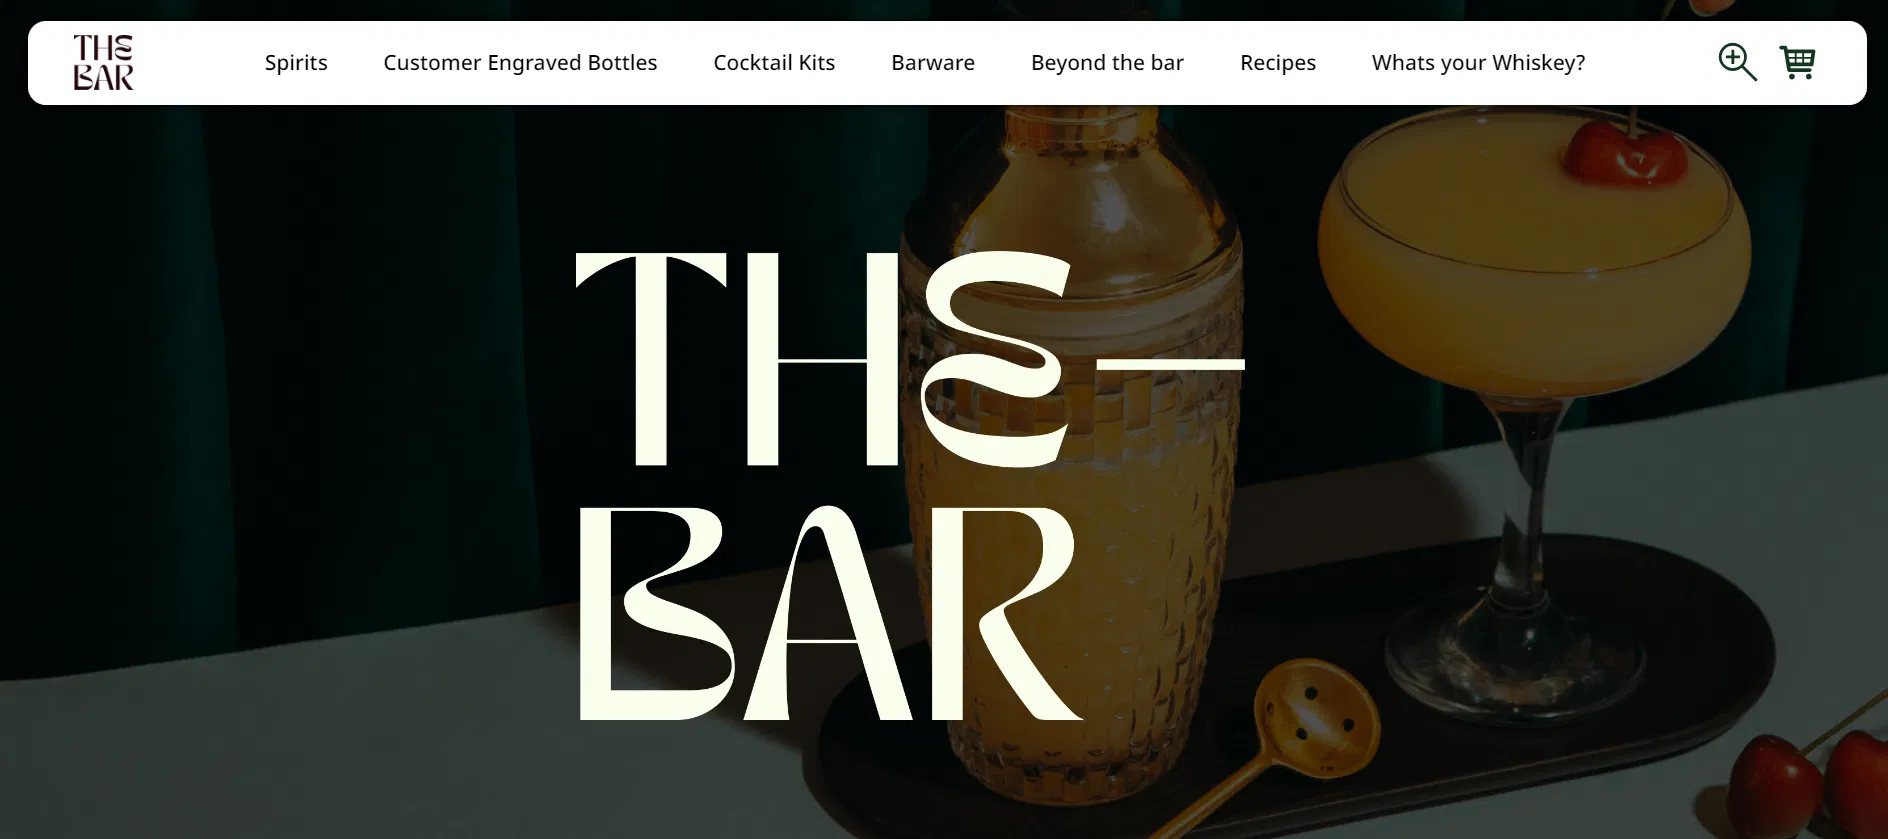 THE
BAR
Spirits
Customer Engraved Bottles
Cocktail Kits
Barware
Beyond the bar
Recipes
Whats your Whiskey?
THE—
BAR